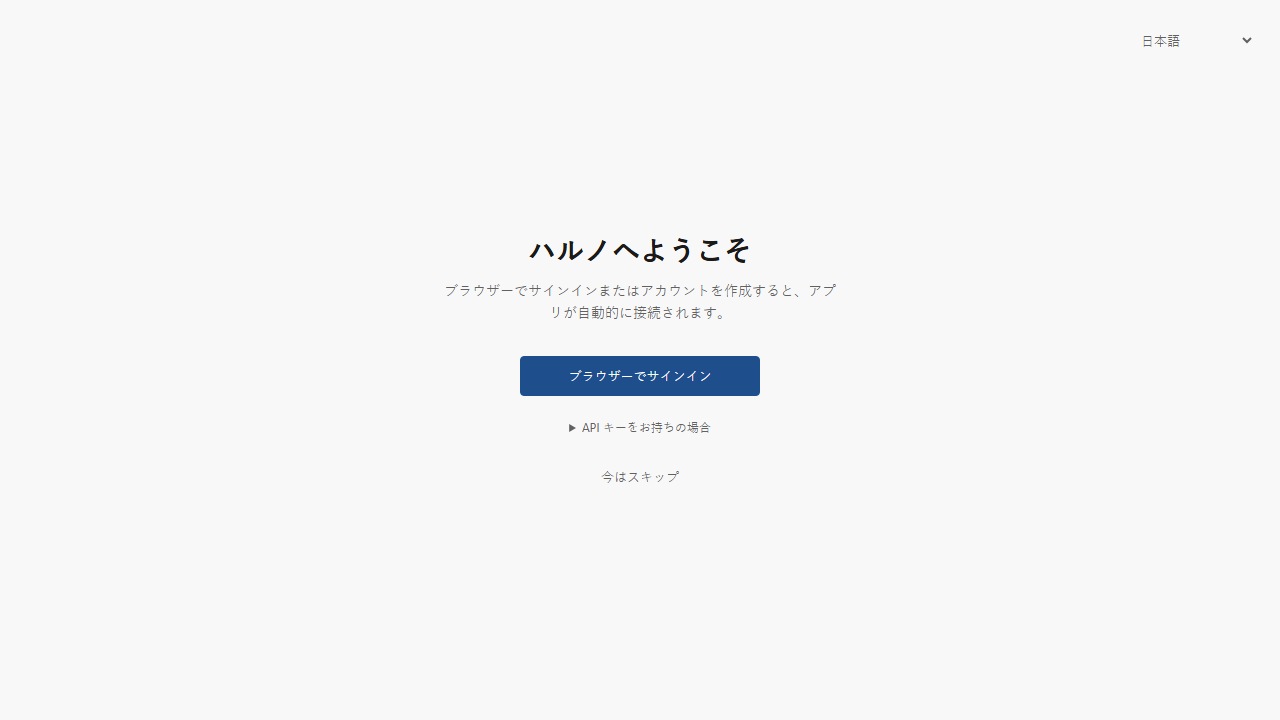 日本語
ハルノへようこそ
ブラウザーでサインインまたはアカウントを作成すると、アプ
リが自動的に接続されます。
ブラウザーでサインイン
▶ API キーをお持ちの場合
今はスキップ